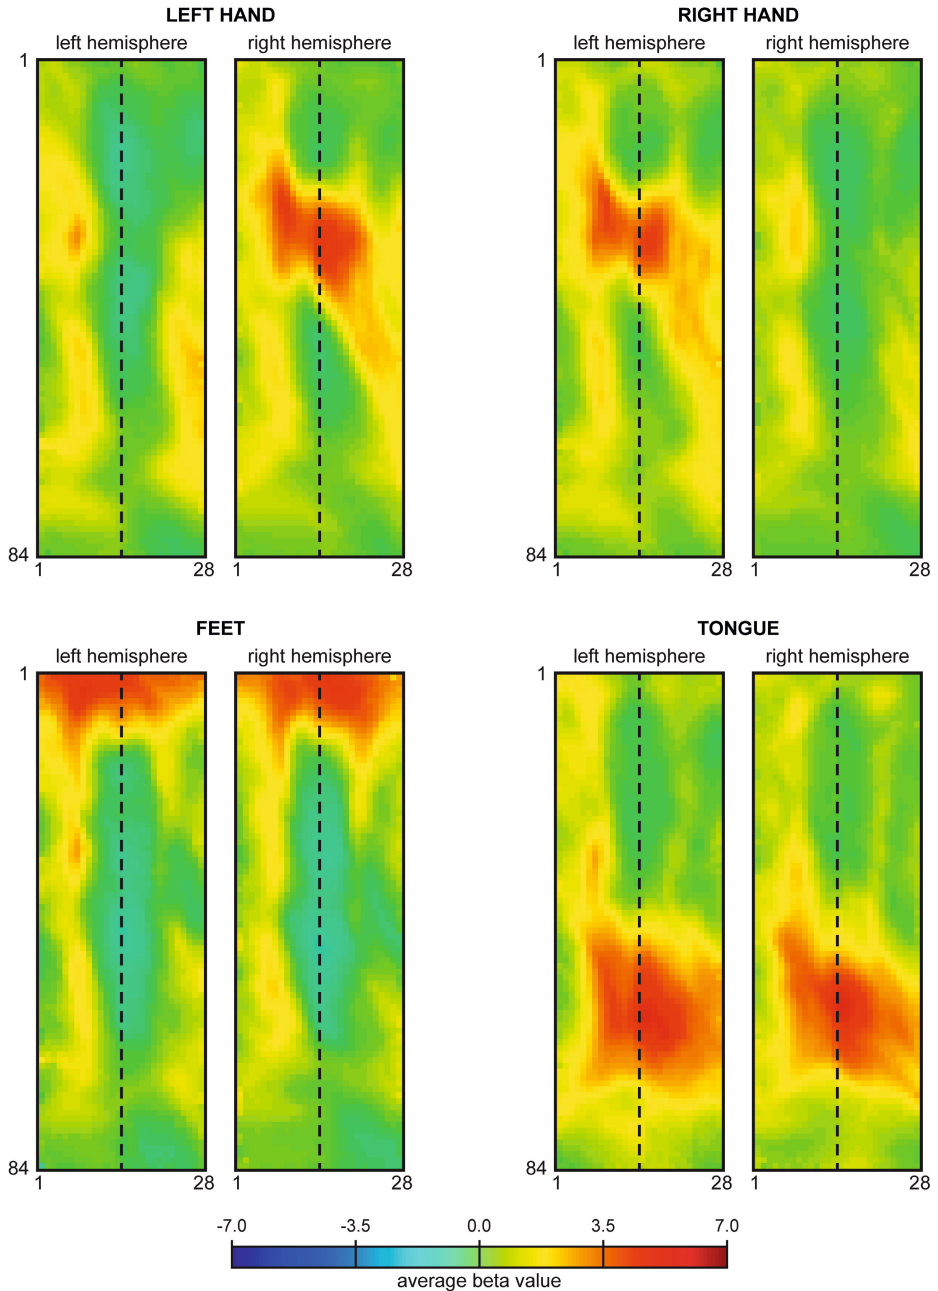 LEFT HAND
RIGHT HAND
left hemisphere
right hemisphere
left hemisphere
right hemisphere
1
1
84
84
1
28
1
28
1
28
1
28
FEET
TONGUE
left hemisphere
right hemisphere
left hemisphere
right hemisphere
1
1
84
84
1
28
1
28
1
28
1
28
-7.0
-3.5
0.0
3.5
7.0
average beta value